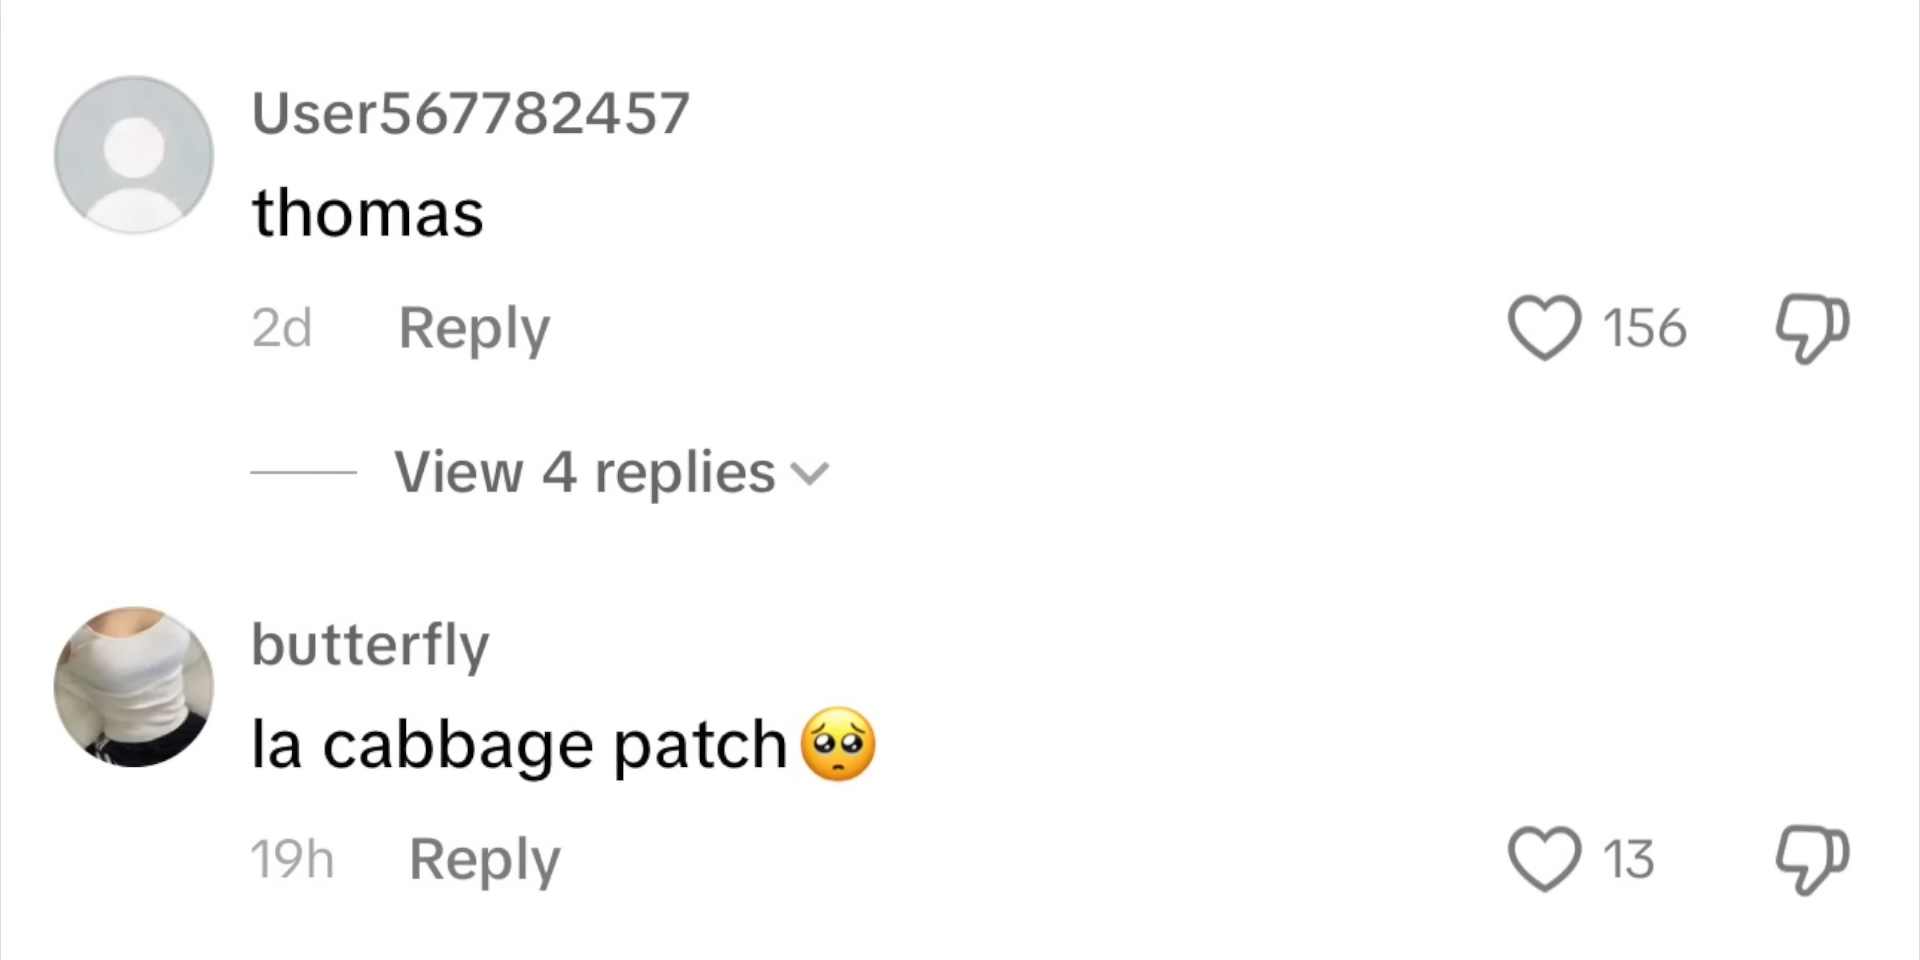 User567782457
thomas
2d Reply
156
View 4 replies
butterfly
la cabbage patch🥺
19h Reply
13